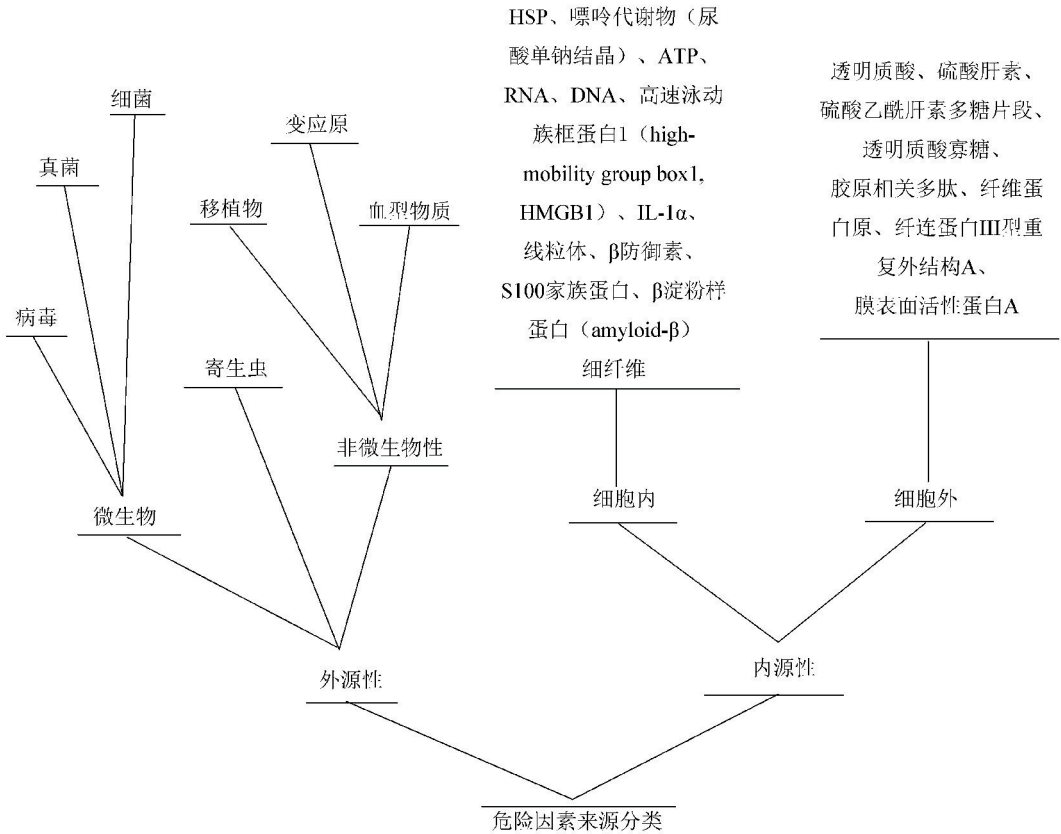 HSP、嘌呤代谢物（尿
酸单钠结晶）、ATP、
RNA、DNA、高速泳动
族框蛋白1（high-
mobility group box1,
HMGB1）、IL-1α、
线粒体、β防御素、
S100家族蛋白、β淀粉样
蛋白（amyloid-β）
细纤维
透明质酸、硫酸肝素、
硫酸乙酰肝素多糖片段、
透明质酸寡糖、
胶原相关多肽、纤维蛋
白原、纤连蛋白III型重
复外结构A、
膜表面活性蛋白A
细菌
变应原
真菌
移植物
血型物质
病毒
寄生虫
非微生物性
微生物
细胞内
细胞外
外源性
内源性
危险因素来源分类